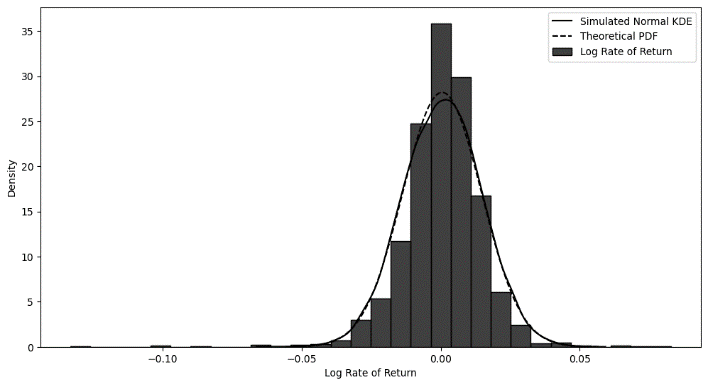 Simulated Normal KDE
Theoretical PDF
Log Rate of Return
35
30
25
20
15
10
5
0
Density
−0.10
−0.05
0.00
0.05
Log Rate of Return